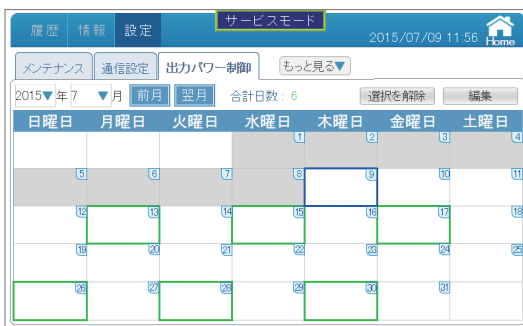 サービスモード
履歴 情報 設定 2015/07/09 11:56 Home
メンテナンス 通信設定 出力パワー制御 もっと見る▼
2015▼年 7 ▼月 前月 翌月 合計日数：6 選択を解除 編集
日曜日 月曜日 火曜日 水曜日 木曜日 金曜日 土曜日
1 2 3 4
5 6 7 8 9 10 11
12 13 14 15 16 17 18
19 20 21 22 23 24 25
26 27 28 29 30 31